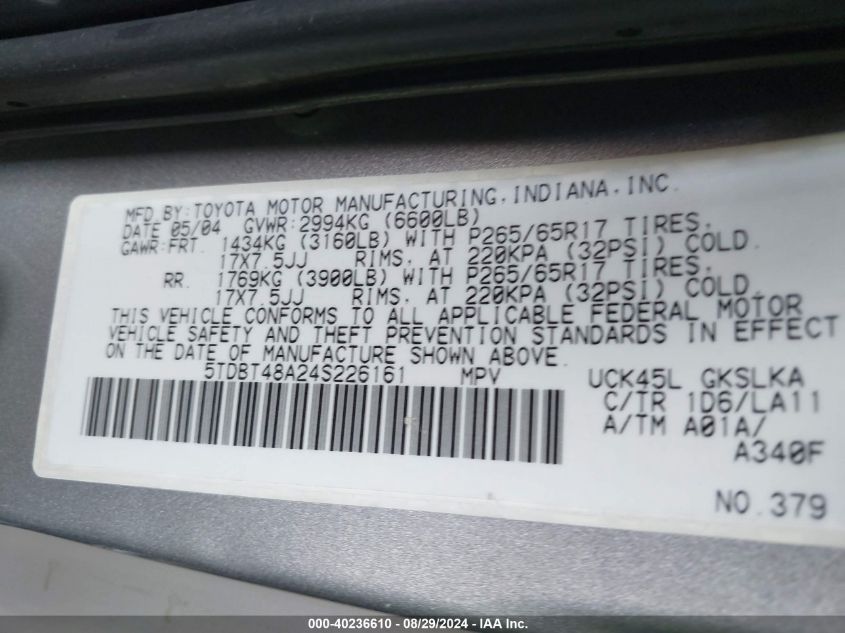 MFD.BY:TOYOTA MOTOR MANUFACTURING,INDIANA,INC.
DATE 05/04 GVWR:2994KG (6600LB)
GAWR:FRT. 1434KG (3160LB) WITH P265/65R17 TIRES,
17X7.5JJ RIMS, AT 220KPA (32PSI) COLD.
RR. 1769KG (3900LB) WITH P265/65R17 TIRES,
17X7.5JJ RIMS, AT 220KPA (32PSI) COLD.
THIS VEHICLE CONFORMS TO ALL APPLICABLE FEDERAL MOTOR
VEHICLE SAFETY AND THEFT PREVENTION STANDARDS IN EFFECT
ON THE DATE OF MANUFACTURE SHOWN ABOVE.
5TDBT48A24S226161 MPV UCK45L GKSLKA
C/TR 1D6/LA11
A/TM A01A/
A340F
NO.379
000-40236610 - 08/29/2024 - IAA Inc.